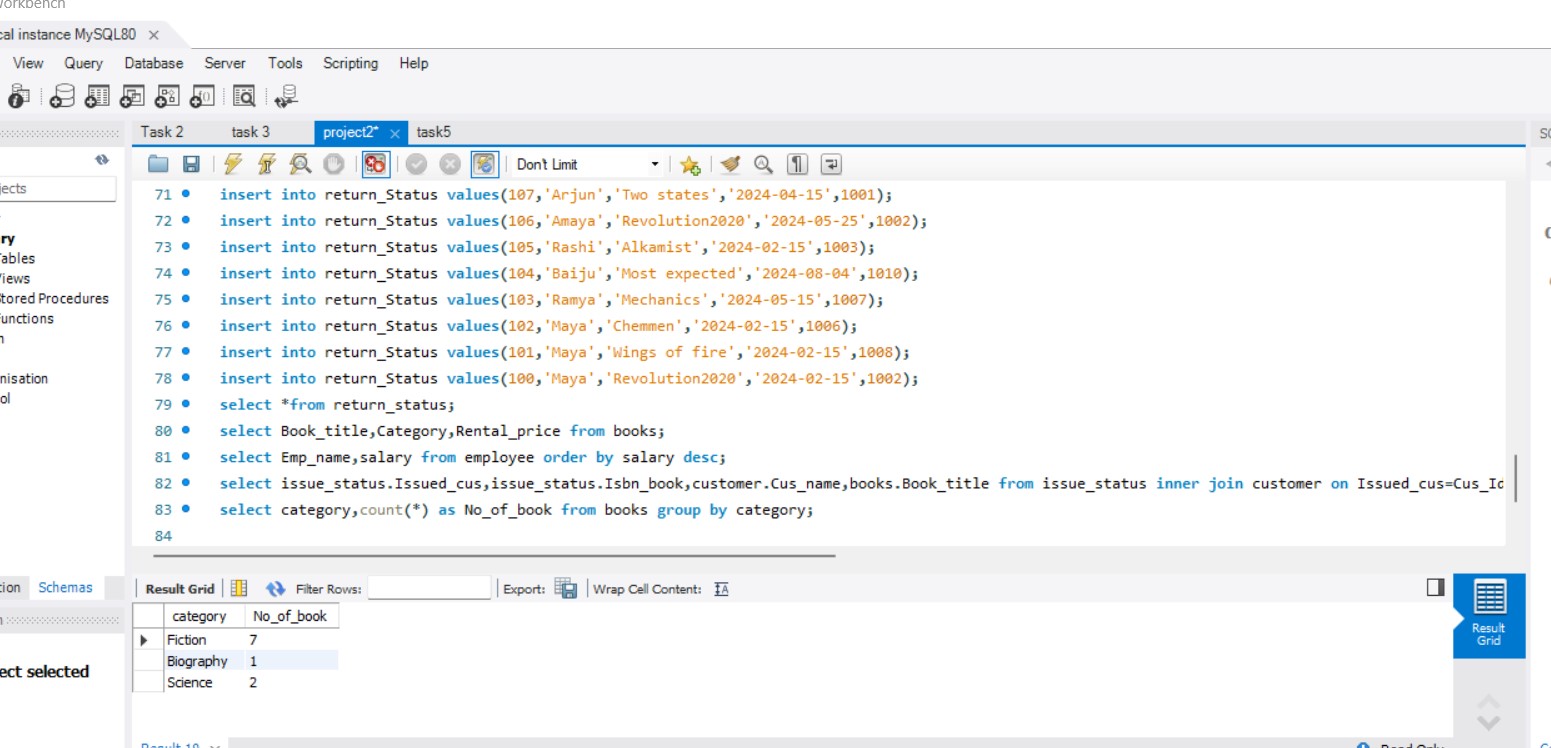 Workbench
cal instance MySQL80
View Query Database Server Tools Scripting Help
Task 2 task 3 project2* task5
Don't Limit
71 insert into return_Status values(107,'Arjun','Two states','2024-04-15',1001);
72 insert into return_Status values(106,'Amaya','Revolution2020','2024-05-25',1002);
73 insert into return_Status values(105,'Rashi','Alkamist','2024-02-15',1003);
74 insert into return_Status values(104,'Baiju','Most expected','2024-08-04',1010);
75 insert into return_Status values(103,'Ramya','Mechanics','2024-05-15',1007);
76 insert into return_Status values(102,'Maya','Chemmen','2024-02-15',1006);
77 insert into return_Status values(101,'Maya','Wings of fire','2024-02-15',1008);
78 insert into return_Status values(100,'Maya','Revolution2020','2024-02-15',1002);
79 select *from return_status;
80 select Book_title,Category,Rental_price from books;
81 select Emp_name,salary from employee order by salary desc;
82 select issue_status.Issued_cus,issue_status.Isbn_book,customer.Cus_name,books.Book_title from issue_status inner join customer on Issued_cus=Cus_Id
83 select category,count(*) as No_of_book from books group by category;
84
jects
ry
Tables
Views
Stored Procedures
Functions
nisation
ol
tion Schemas
ect selected
Result Grid Filter Rows: Export: Wrap Cell Content:
category No_of_book
Fiction 7
Biography 1
Science 2
Result
Grid
Result 18
Read Only